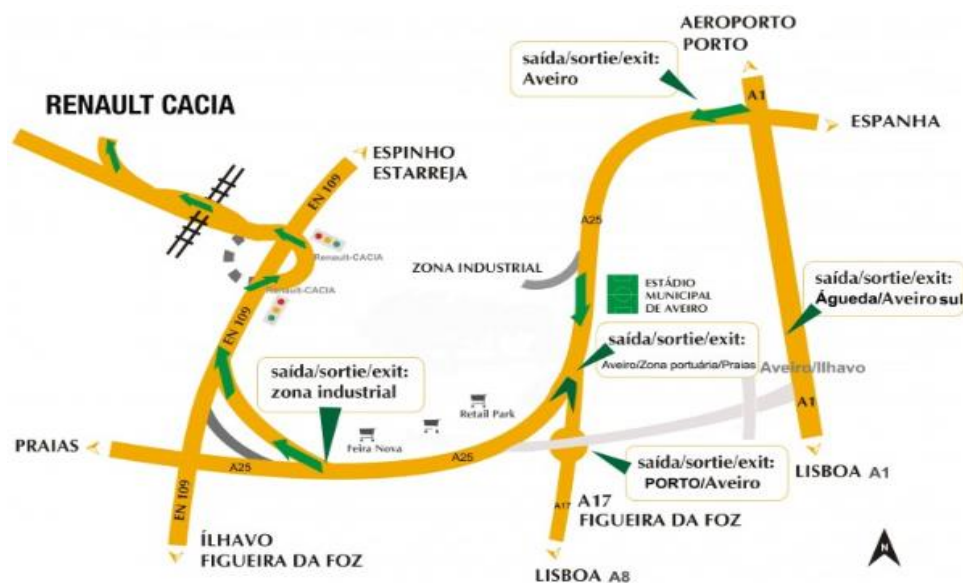 AEROPORTO
PORTO
saída/sortie/exit:
Aveiro
A1
RENAULT CACIA
ESPANHA
ESPINHO
ESTARREJA
EN 109
A25
Renault-CACIA
ZONA INDUSTRIAL
ESTÁDIO
MUNICIPAL
DE AVEIRO
saída/sortie/exit:
Águeda/Aveiro sul
Renault-CACIA
EN 109
saída/sortie/exit:
Aveiro/Zona portuária/Praias
Aveiro/Ilhavo
saída/sortie/exit:
zona industrial
Retail Park
A1
Feira Nova
PRAIAS
A25
A25
LISBOA A1
saída/sortie/exit:
PORTO/Aveiro
EN 109
A17
A17
FIGUEIRA DA FOZ
ÍLHAVO
FIGUEIRA DA FOZ
N
LISBOA A8